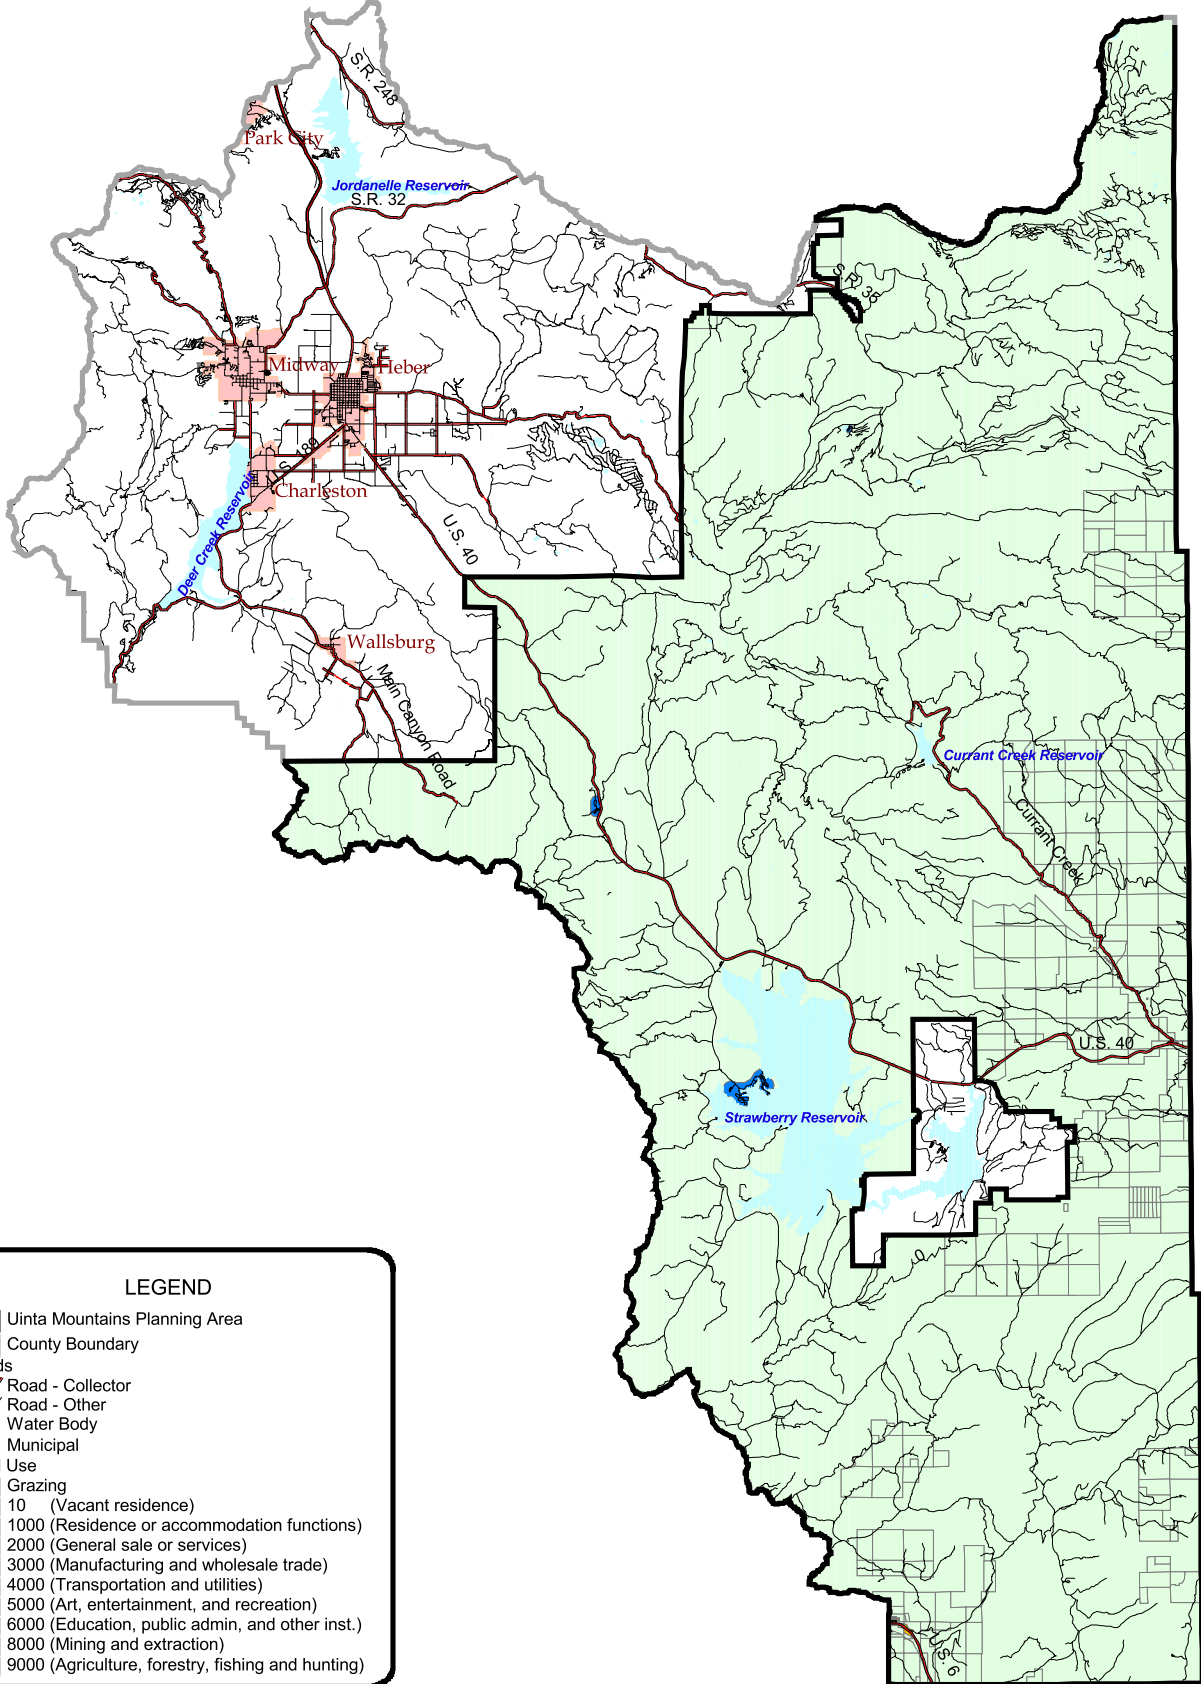 S.R. 248
Park City
Jordanelle Reservoir
S.R. 32
S.R. 35
Midway
Heber
S. 189
Charleston
Deer Creek Reservoir
U.S. 40
Wallsburg
Main Canyon Road
Currant Creek Reservoir
Currant Creek
U.S. 40
Strawberry Reservoir
U.S. 6
LEGEND
Uinta Mountains Planning Area
County Boundary
ds
Road - Collector
Road - Other
Water Body
Municipal
Use
Grazing
10 (Vacant residence)
1000 (Residence or accommodation functions)
2000 (General sale or services)
3000 (Manufacturing and wholesale trade)
4000 (Transportation and utilities)
5000 (Art, entertainment, and recreation)
6000 (Education, public admin, and other inst.)
8000 (Mining and extraction)
9000 (Agriculture, forestry, fishing and hunting)